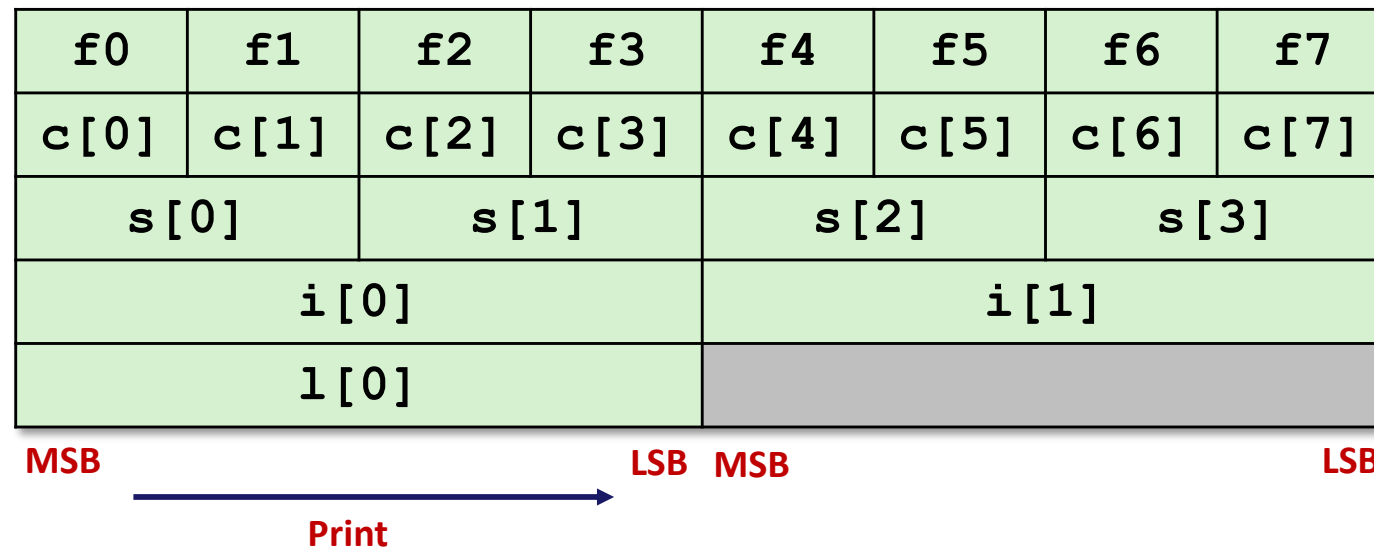 f0 f1 f2 f3 f4 f5 f6 f7
c[0] c[1] c[2] c[3] c[4] c[5] c[6] c[7]
s[0] s[1] s[2] s[3]
i[0] i[1]
l[0]
MSB LSB MSB LSB
Print